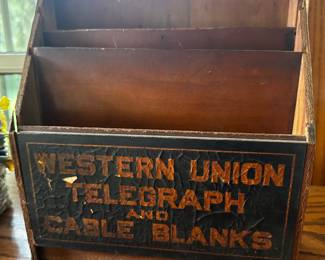 WESTERN UNION
TELEGRAPH
AND
CABLE BLANKS